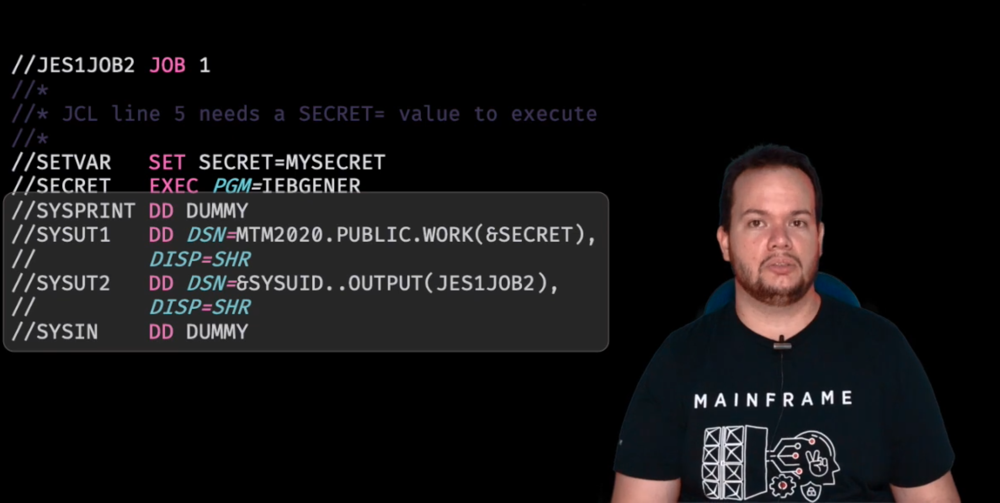 //JES1JOB2 JOB 1
//*
//* JCL line 5 needs a SECRET= value to execute
//*
//SETVAR   SET SECRET=MYSECRET
//SECRET   EXEC PGM=IEBGENER
//SYSPRINT DD DUMMY
//SYSUT1   DD DSN=MTM2020.PUBLIC.WORK(&SECRET),
//         DISP=SHR
//SYSUT2   DD DSN=&SYSUID..OUTPUT(JES1JOB2),
//         DISP=SHR
//SYSIN    DD DUMMY
MAINFRAME